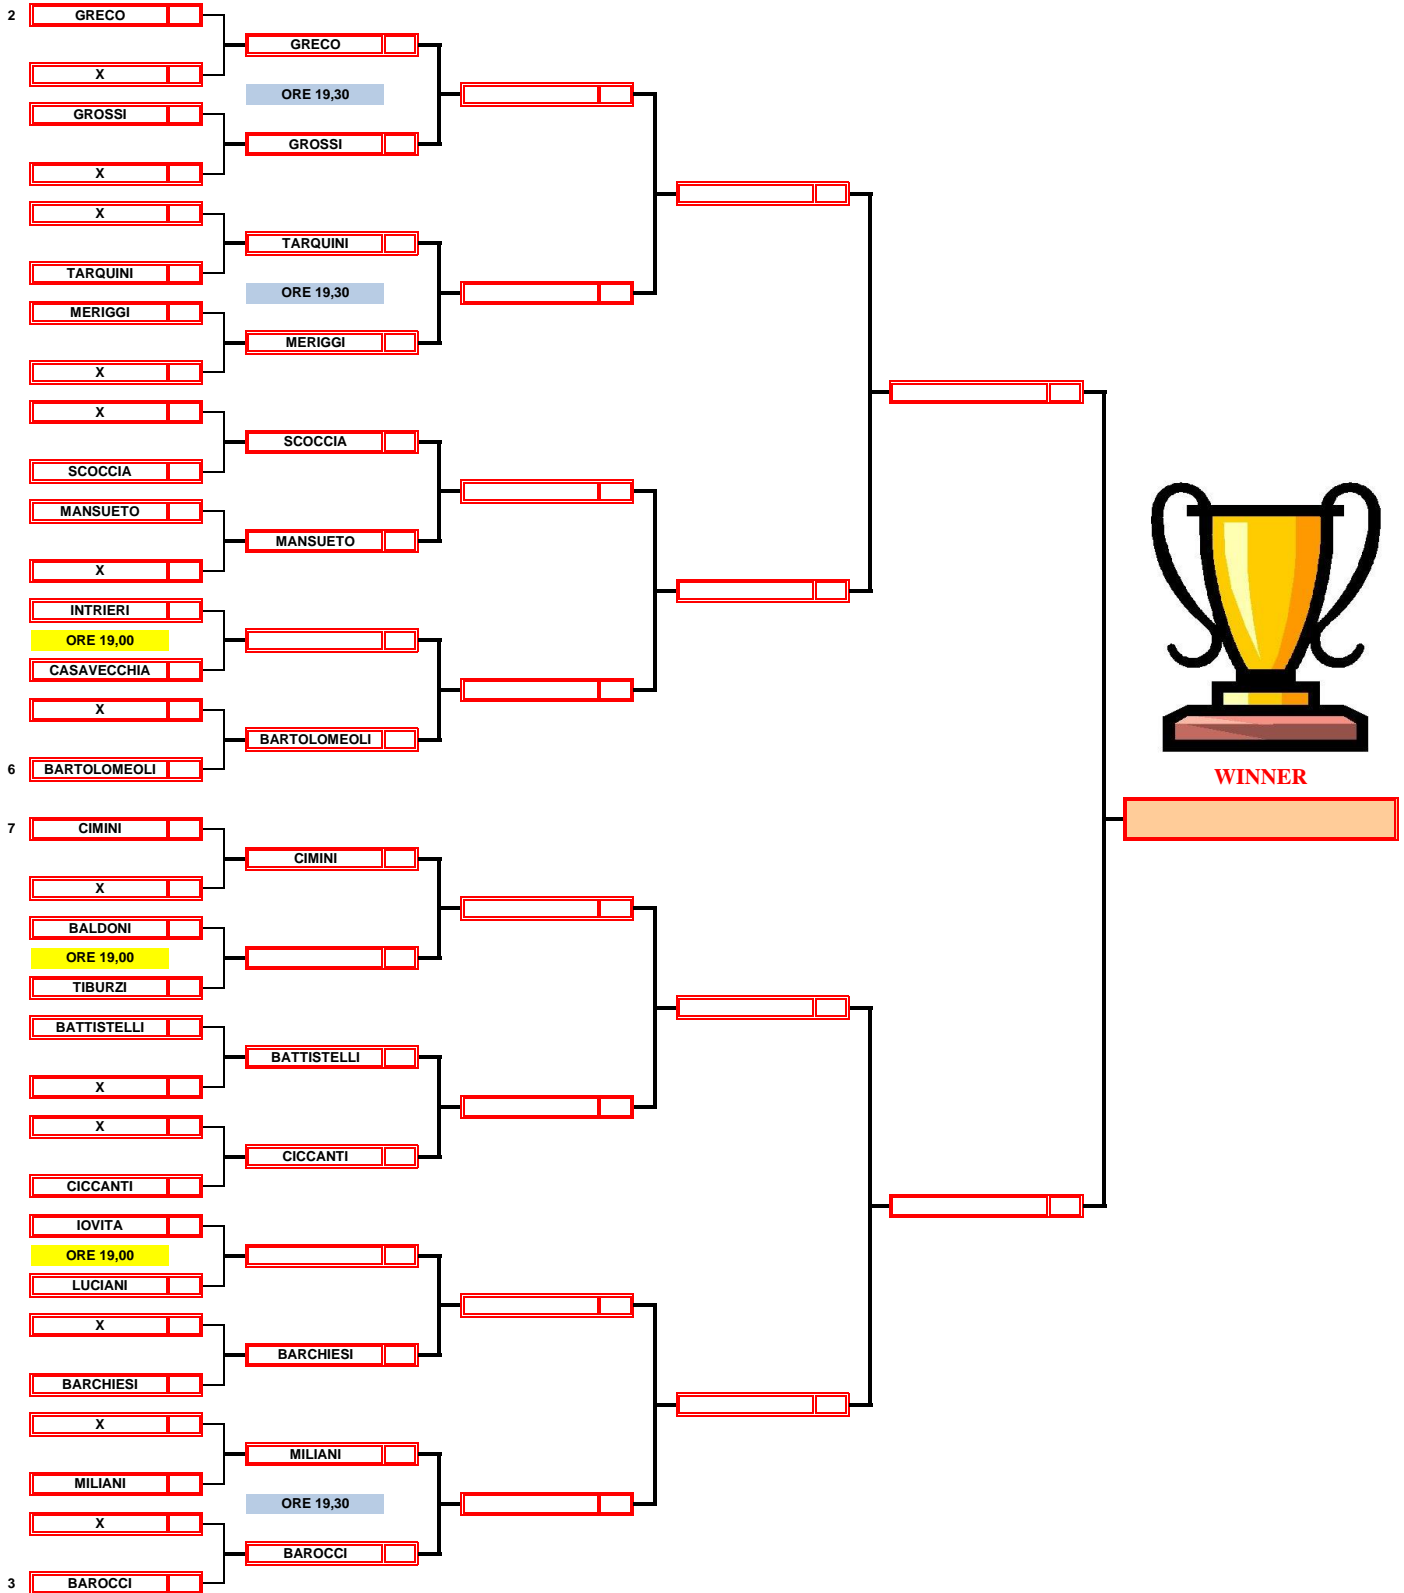 2 GRECO
GRECO
X
ORE 19,30
GROSSI
GROSSI
X
X
TARQUINI
TARQUINI
ORE 19,30
MERIGGI
MERIGGI
X
X
SCOCCIA
SCOCCIA
MANSUETO
MANSUETO
X
INTRIERI
ORE 19,00
CASAVECCHIA
X
BARTOLOMEOLI
6 BARTOLOMEOLI
WINNER
7 CIMINI
CIMINI
X
BALDONI
ORE 19,00
TIBURZI
BATTISTELLI
BATTISTELLI
X
X
CICCANTI
CICCANTI
IOVITA
ORE 19,00
LUCIANI
X
BARCHIESI
BARCHIESI
X
MILIANI
MILIANI
ORE 19,30
X
BAROCCI
3 BAROCCI